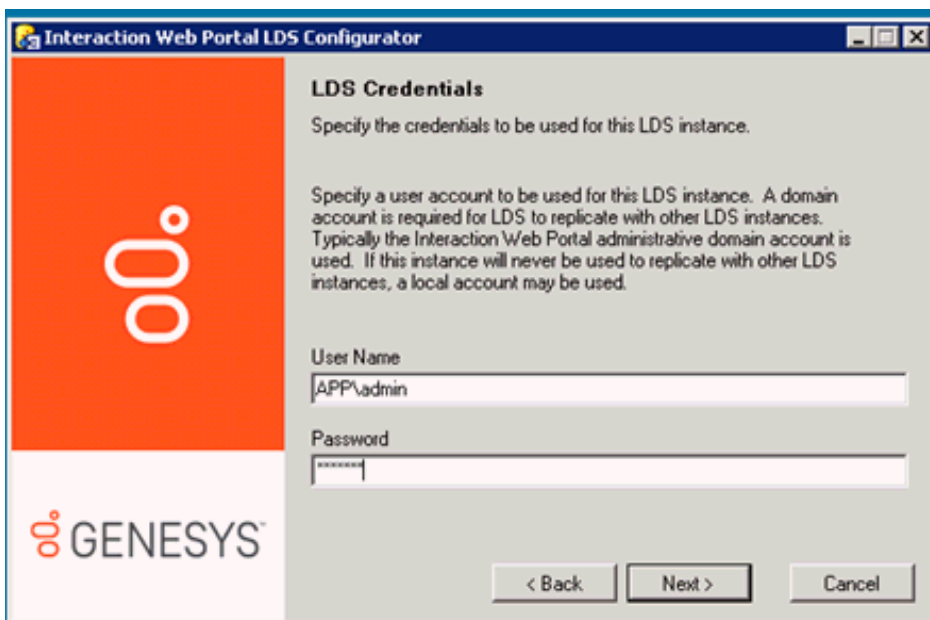 Interaction Web Portal LDS Configurator
LDS Credentials
Specify the credentials to be used for this LDS instance.
Specify a user account to be used for this LDS instance. A domain
account is required for LDS to replicate with other LDS instances.
Typically the Interaction Web Portal administrative domain account is
used. If this instance will never be used to replicate with other LDS
instances, a local account may be used.
User Name
APP\admin
Password
*******
GENESYS™
< Back
Next >
Cancel